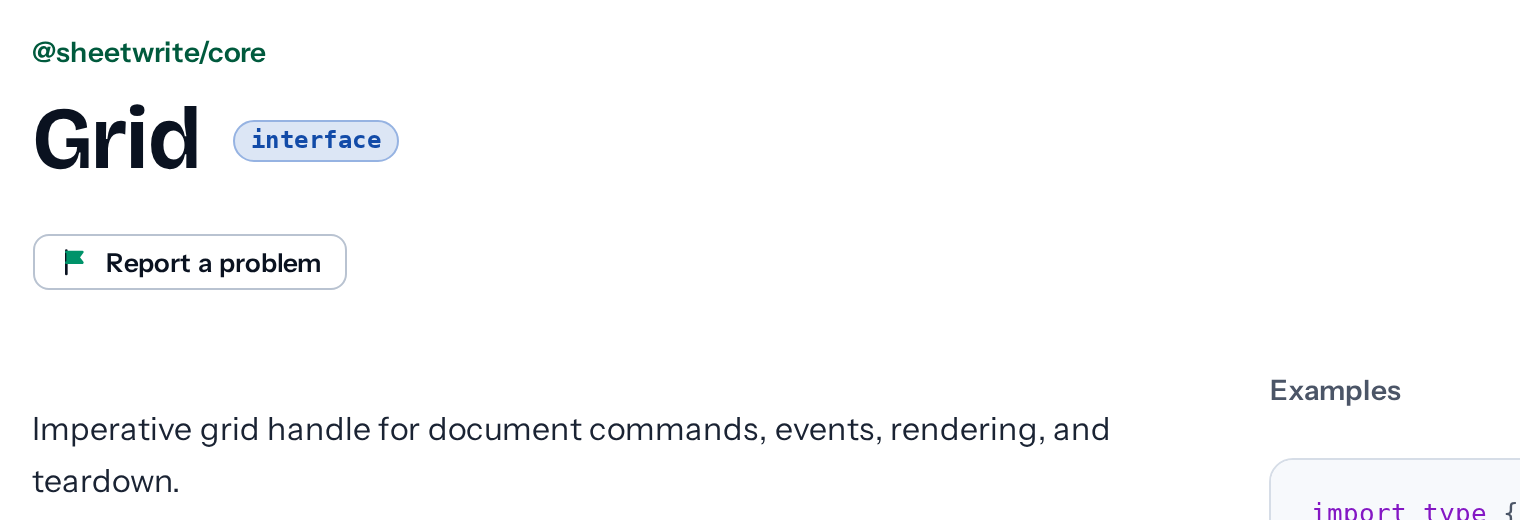 @sheetwrite/core
Grid
interface
Report a problem
Imperative grid handle for document commands, events, rendering, and
teardown.
Examples
import type {